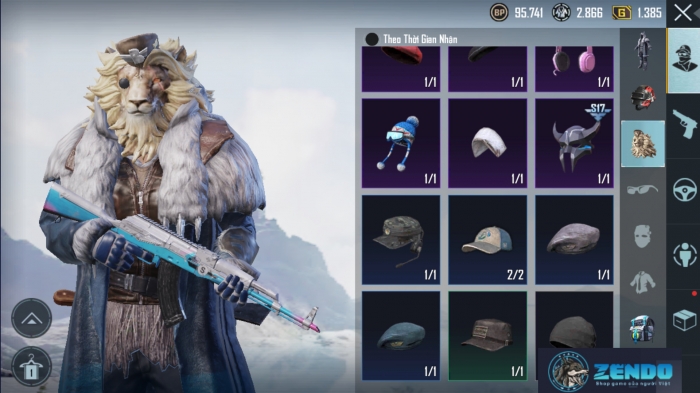 BP 95.741 2.866 G 1.385
Theo Thời Gian Nhận
1/1 1/1 1/1
S17
1/1 1/1 1/1
1/1 2/2 1/1
1/1 1/1
ZENDO
Shop game của người Việt